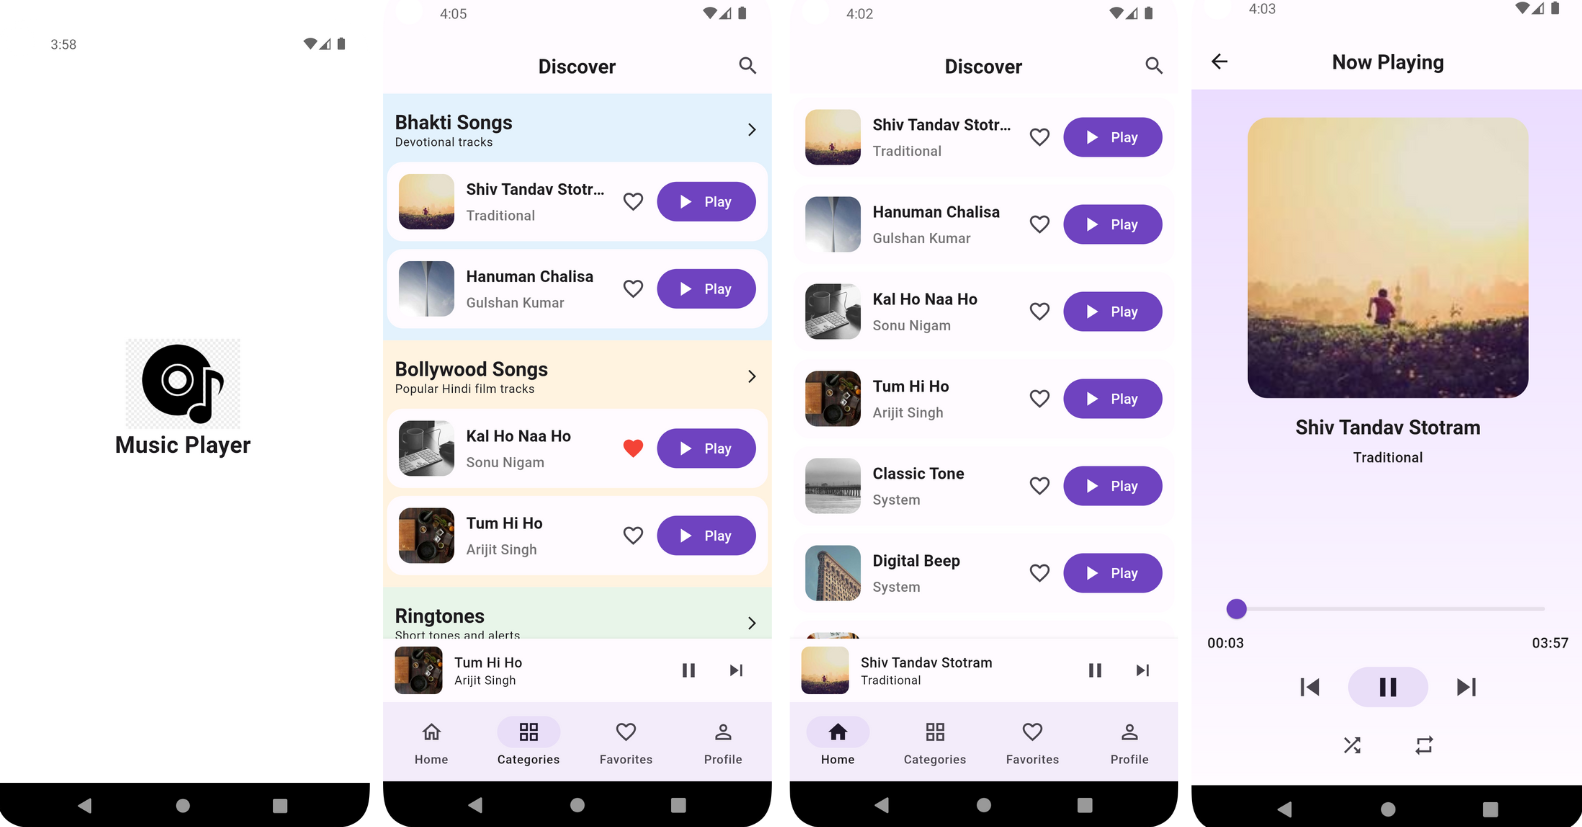 3:58
Music Player
4:05
Discover
Bhakti Songs
Devotional tracks
Shiv Tandav Stotr...
Traditional
Play
Hanuman Chalisa
Gulshan Kumar
Play
Bollywood Songs
Popular Hindi film tracks
Kal Ho Naa Ho
Sonu Nigam
Play
Tum Hi Ho
Arijit Singh
Play
Ringtones
Short tones and alerts
Tum Hi Ho
Arijit Singh
Home
Categories
Favorites
Profile
4:02
Discover
Shiv Tandav Stotr...
Traditional
Play
Hanuman Chalisa
Gulshan Kumar
Play
Kal Ho Naa Ho
Sonu Nigam
Play
Tum Hi Ho
Arijit Singh
Play
Classic Tone
System
Play
Digital Beep
System
Play
Shiv Tandav Stotram
Traditional
Home
Categories
Favorites
Profile
4:03
Now Playing
Shiv Tandav Stotram
Traditional
00:03
03:57